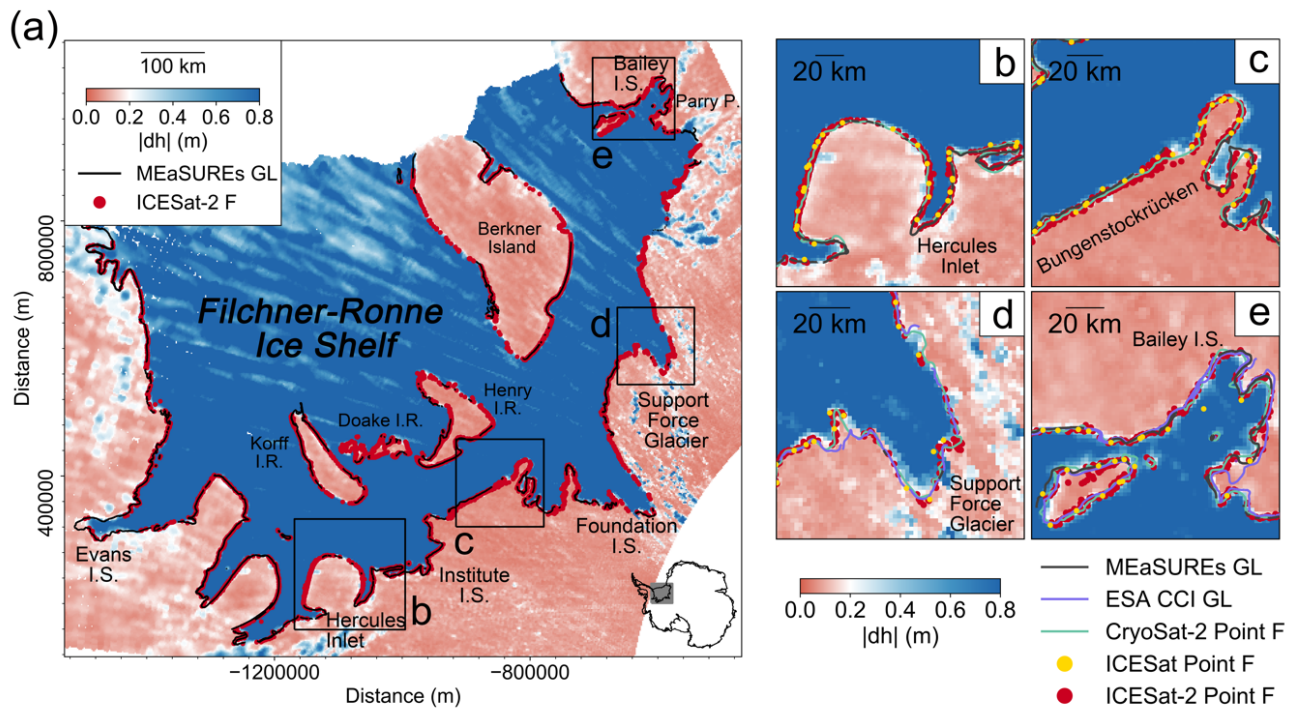 (a)
100 km
0.0 0.2 0.4 0.6 0.8
|dh| (m)
MEaSUREs GL
ICESat-2 F
Bailey
I.S.
Parry P.
e
Berkner
Island
Filchner-Ronne
Ice Shelf
d
Support
Force
Glacier
Henry
I.R.
Doake I.R.
Korff
I.R.
Evans
I.S.
c
Foundation
I.S.
Institute
I.S.
Hercules
Inlet
b
800000
400000
Distance (m)
−1200000 −800000
Distance (m)
b
20 km
Hercules
Inlet
c
20 km
Bungenstockrücken
d
20 km
Support
Force
Glacier
e
20 km
Bailey I.S.
0.0 0.2 0.4 0.6 0.8
|dh| (m)
MEaSUREs GL
ESA CCI GL
CryoSat-2 Point F
ICESat Point F
ICESat-2 Point F